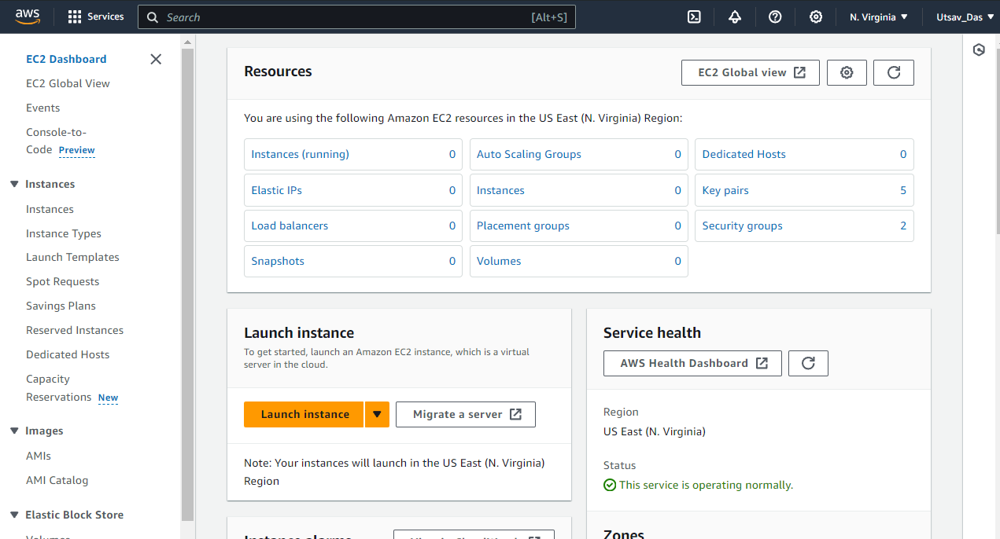 aws
Services
Search [Alt+S]
N. Virginia
Utsav_Das
EC2 Dashboard
EC2 Global View
Events
Console-to-
Code Preview
Instances
Instances
Instance Types
Launch Templates
Spot Requests
Savings Plans
Reserved Instances
Dedicated Hosts
Capacity
Reservations New
Images
AMIs
AMI Catalog
Elastic Block Store
Volumes
Resources
EC2 Global view
You are using the following Amazon EC2 resources in the US East (N. Virginia) Region:
Instances (running) 0
Auto Scaling Groups 0
Dedicated Hosts 0
Elastic IPs 0
Instances 0
Key pairs 5
Load balancers 0
Placement groups 0
Security groups 2
Snapshots 0
Volumes 0
Launch instance
To get started, launch an Amazon EC2 instance, which is a virtual
server in the cloud.
Launch instance
Migrate a server
Note: Your instances will launch in the US East (N. Virginia)
Region
Instance alarms
Service health
AWS Health Dashboard
Region
US East (N. Virginia)
Status
This service is operating normally.
Zones